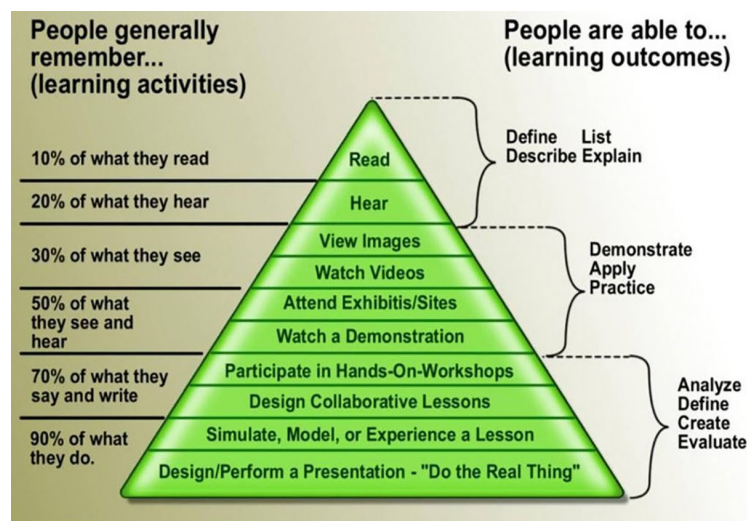 People generally
remember...
(learning activities)
People are able to...
(learning outcomes)
10% of what they read
20% of what they hear
30% of what they see
50% of what
they see and
hear
70% of what they
say and write
90% of what
they do.
Read
Hear
View Images
Watch Videos
Attend Exhibitis/Sites
Watch a Demonstration
Participate in Hands-On-Workshops
Design Collaborative Lessons
Simulate, Model, or Experience a Lesson
Design/Perform a Presentation - "Do the Real Thing"
Define List
Describe Explain
Demonstrate
Apply
Practice
Analyze
Define
Create
Evaluate